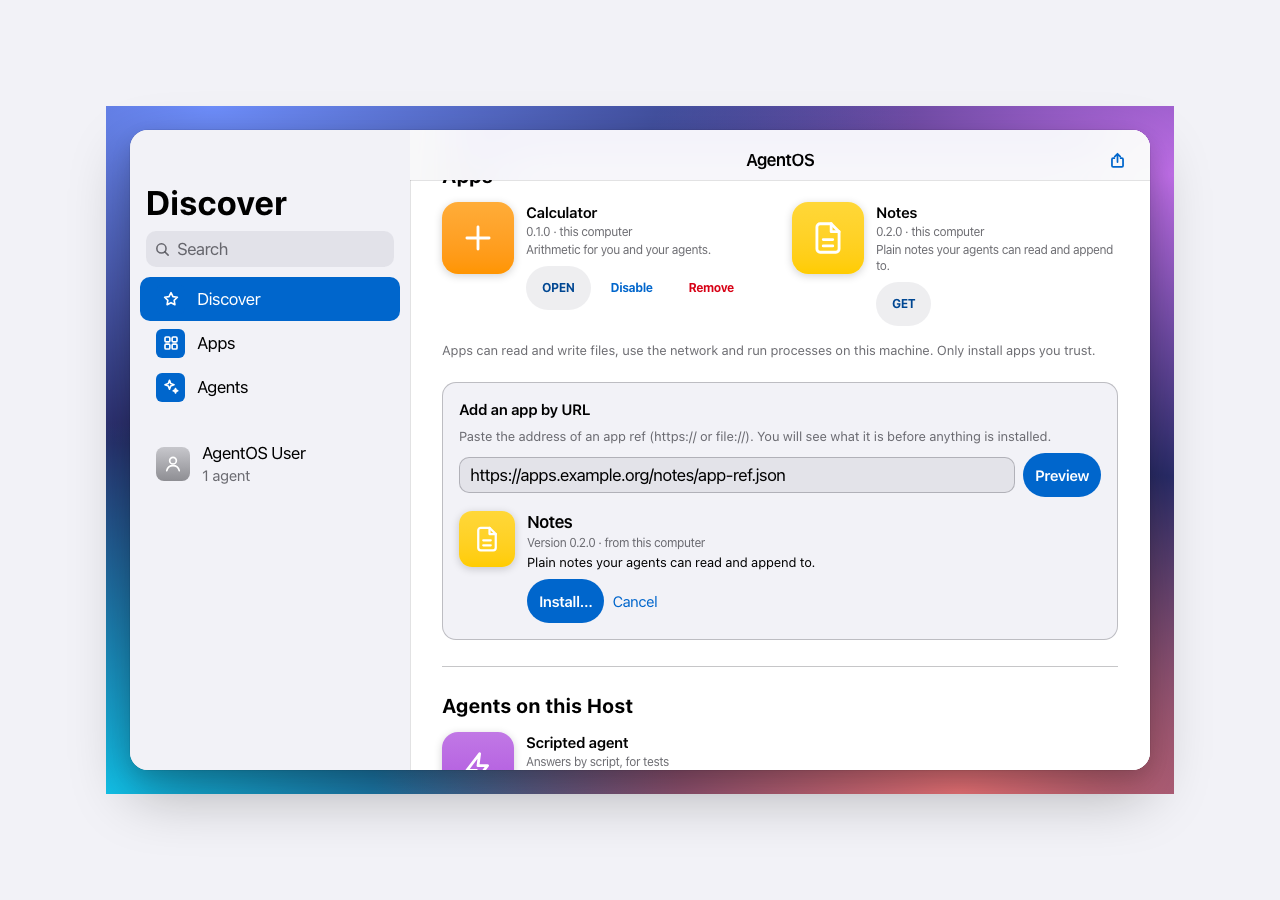 AgentOS
Discover
Search
Discover
Apps
Agents
AgentOS User
1 agent
Apps
Calculator
0.1.0 · this computer
Arithmetic for you and your agents.
OPEN
Disable
Remove
Notes
0.2.0 · this computer
Plain notes your agents can read and append
to.
GET
Apps can read and write files, use the network and run processes on this machine. Only install apps you trust.
Add an app by URL
Paste the address of an app ref (https:// or file://). You will see what it is before anything is installed.
https://apps.example.org/notes/app-ref.json
Preview
Notes
Version 0.2.0 · from this computer
Plain notes your agents can read and append to.
Install...
Cancel
Agents on this Host
Scripted agent
Answers by script, for tests